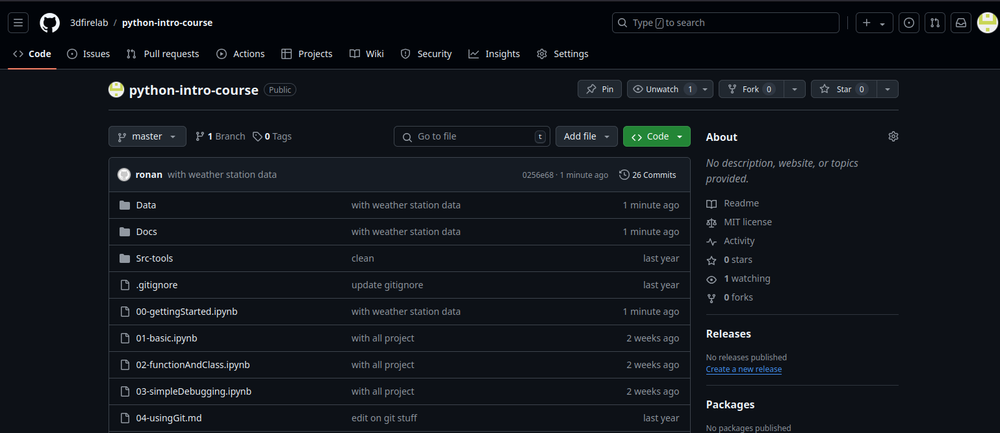 3dfirelab / python-intro-course
Type / to search
Code Issues Pull requests Actions Projects Wiki Security Insights Settings
python-intro-course Public
Pin Unwatch 1 Fork 0 Star 0
master 1 Branch 0 Tags Go to file t Add file Code
ronan with weather station data 0256e68 · 1 minute ago 26 Commits
Data with weather station data 1 minute ago
Docs with weather station data 1 minute ago
Src-tools clean last year
.gitignore update gitignore last year
00-gettingStarted.ipynb with weather station data 1 minute ago
01-basic.ipynb with all project 2 weeks ago
02-functionAndClass.ipynb with all project 2 weeks ago
03-simpleDebugging.ipynb with all project 2 weeks ago
04-usingGit.md edit on git stuff last year
About
No description, website, or topics
provided.
Readme
MIT license
Activity
0 stars
1 watching
0 forks
Releases
No releases published
Create a new release
Packages
No packages published